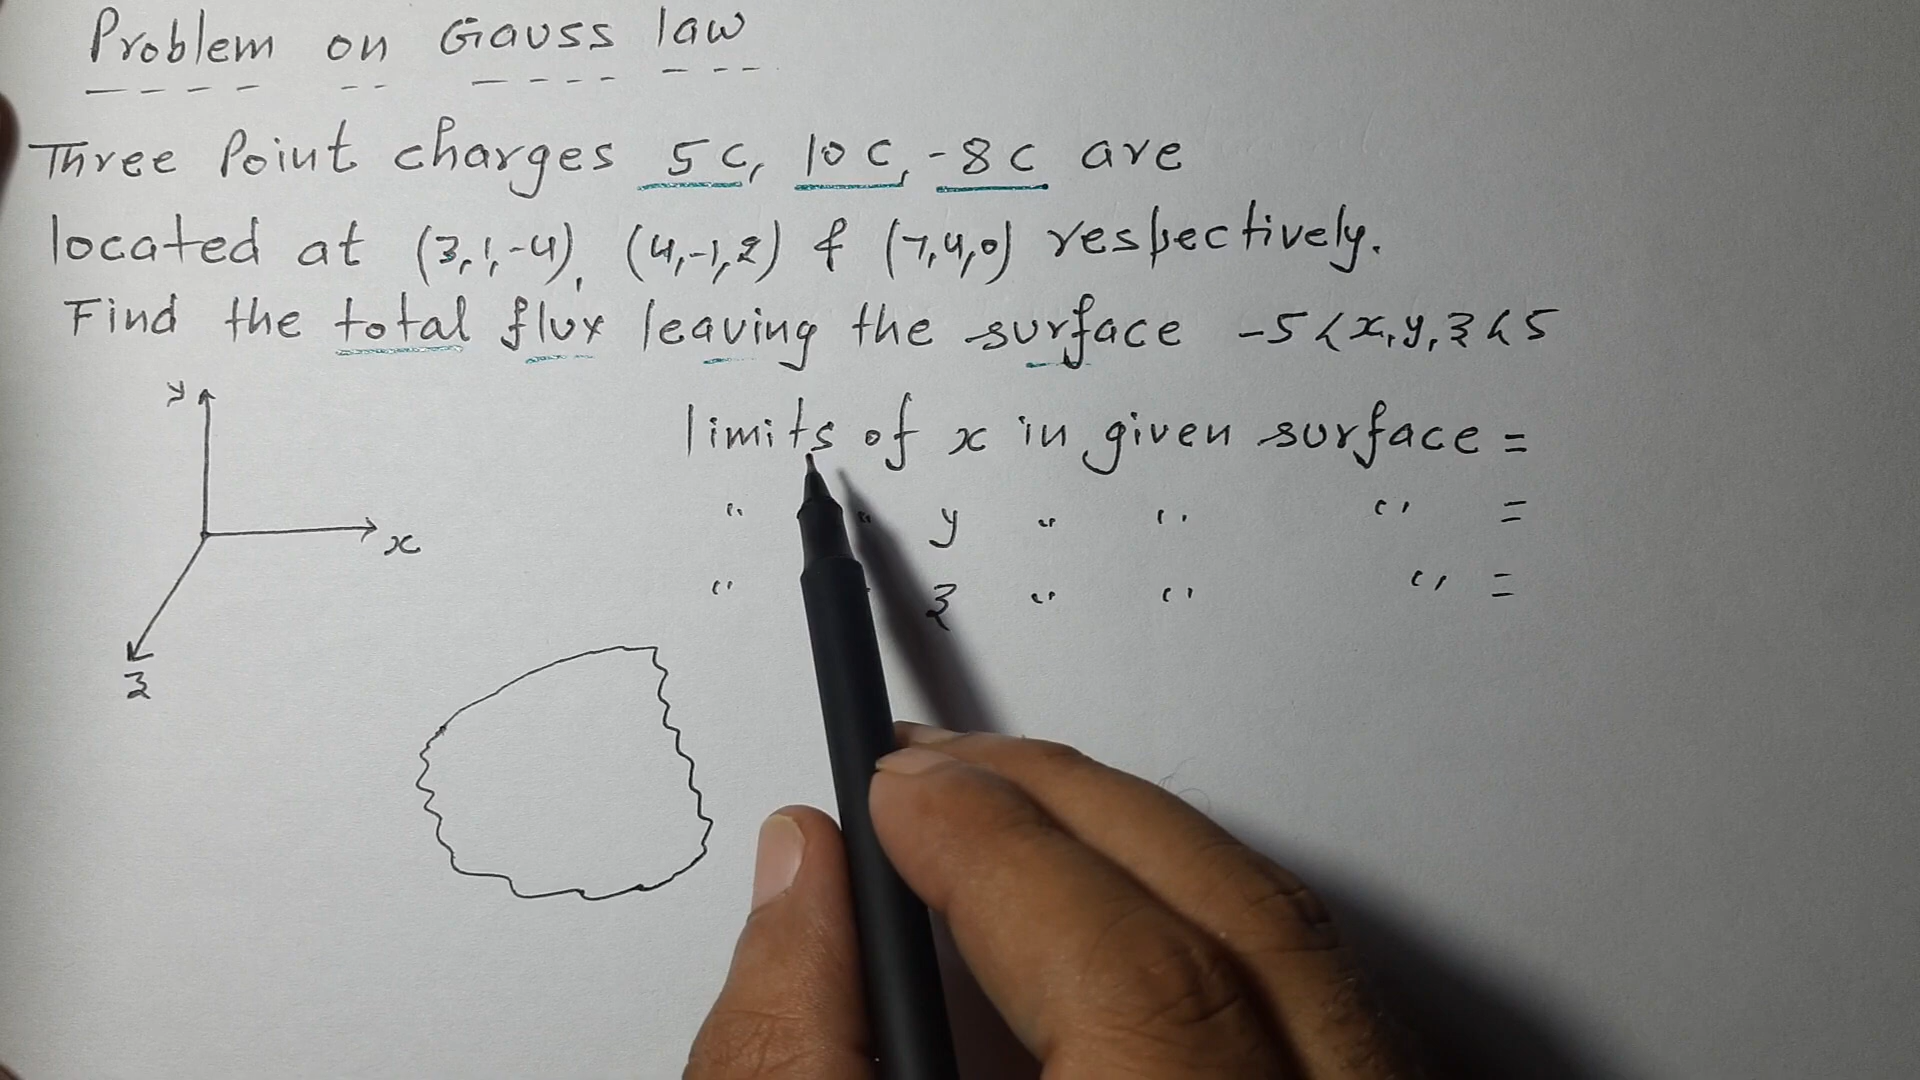 Problem on Gauss law
Three Point charges 5C, 10C, -8C are
located at (3,1,-4), (4,-1,2) & (7,4,0) respectively.
Find the total flux leaving the surface -5<x,y,z<5
y
x
z
limits of x in given surface =
" " y " " " =
" " z " " " =